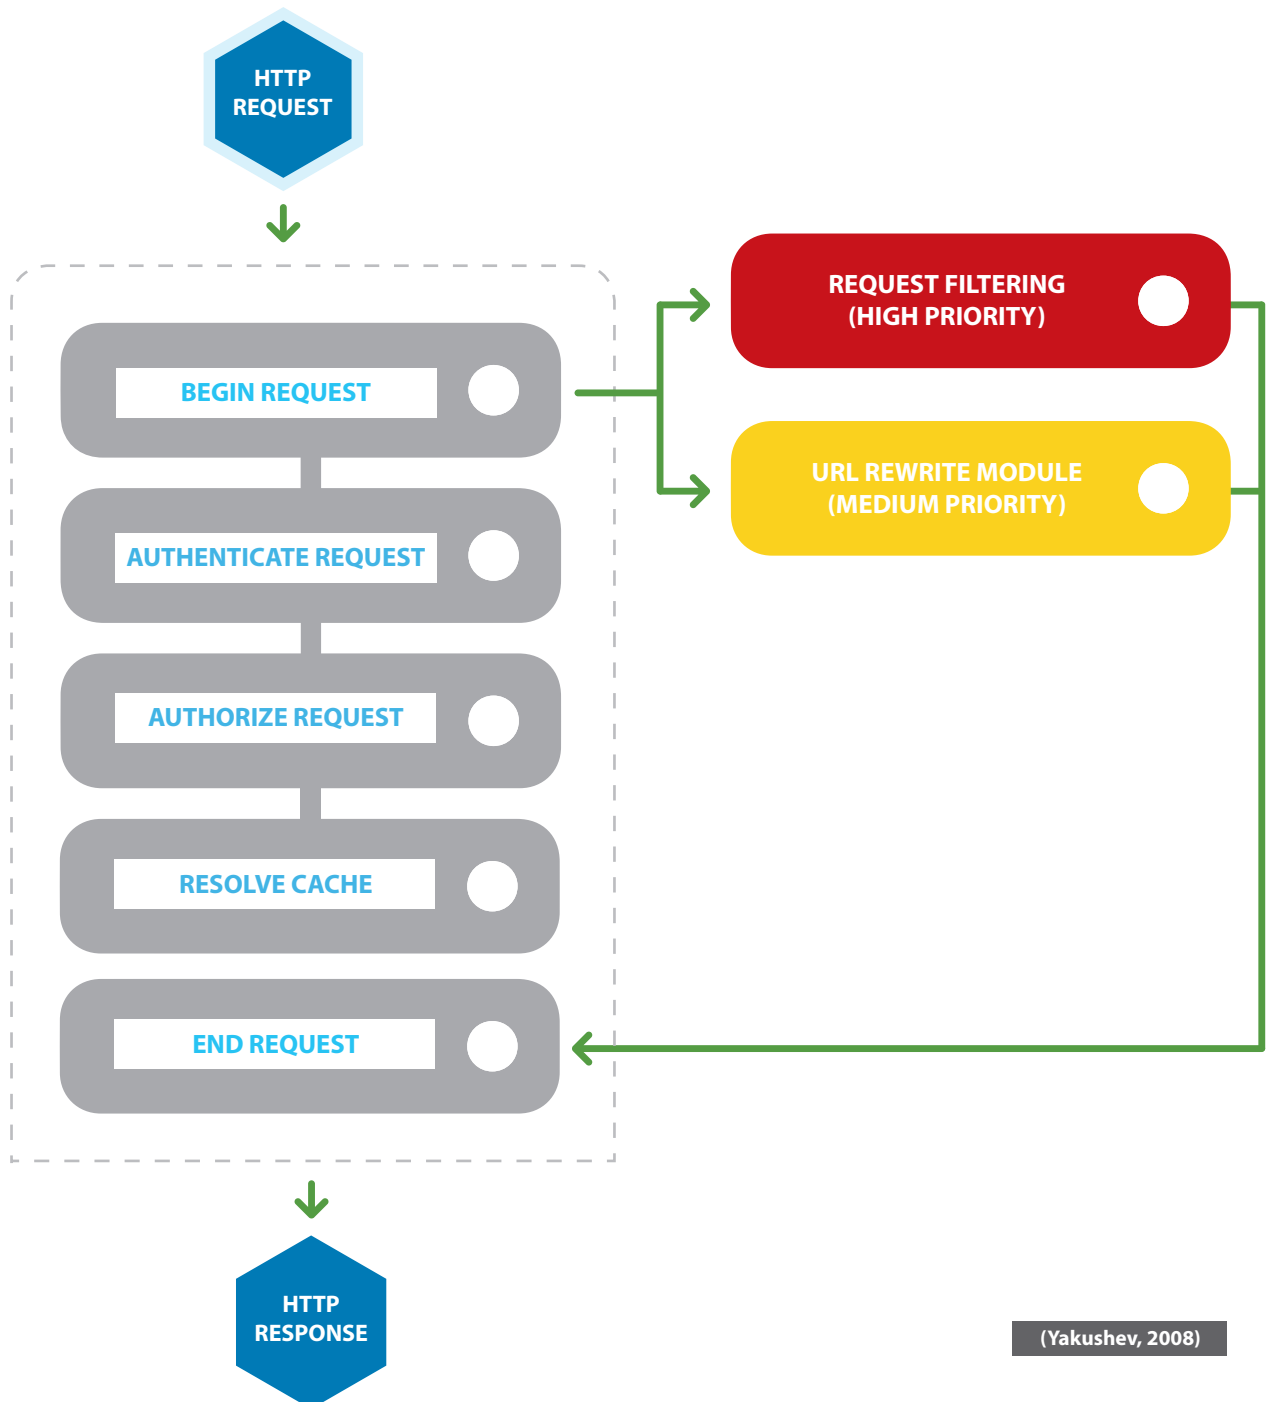 HTTP
REQUEST
REQUEST FILTERING
(HIGH PRIORITY)
BEGIN REQUEST
URL REWRITE MODULE
(MEDIUM PRIORITY)
AUTHENTICATE REQUEST
AUTHORIZE REQUEST
RESOLVE CACHE
END REQUEST
HTTP
RESPONSE
(Yakushev, 2008)